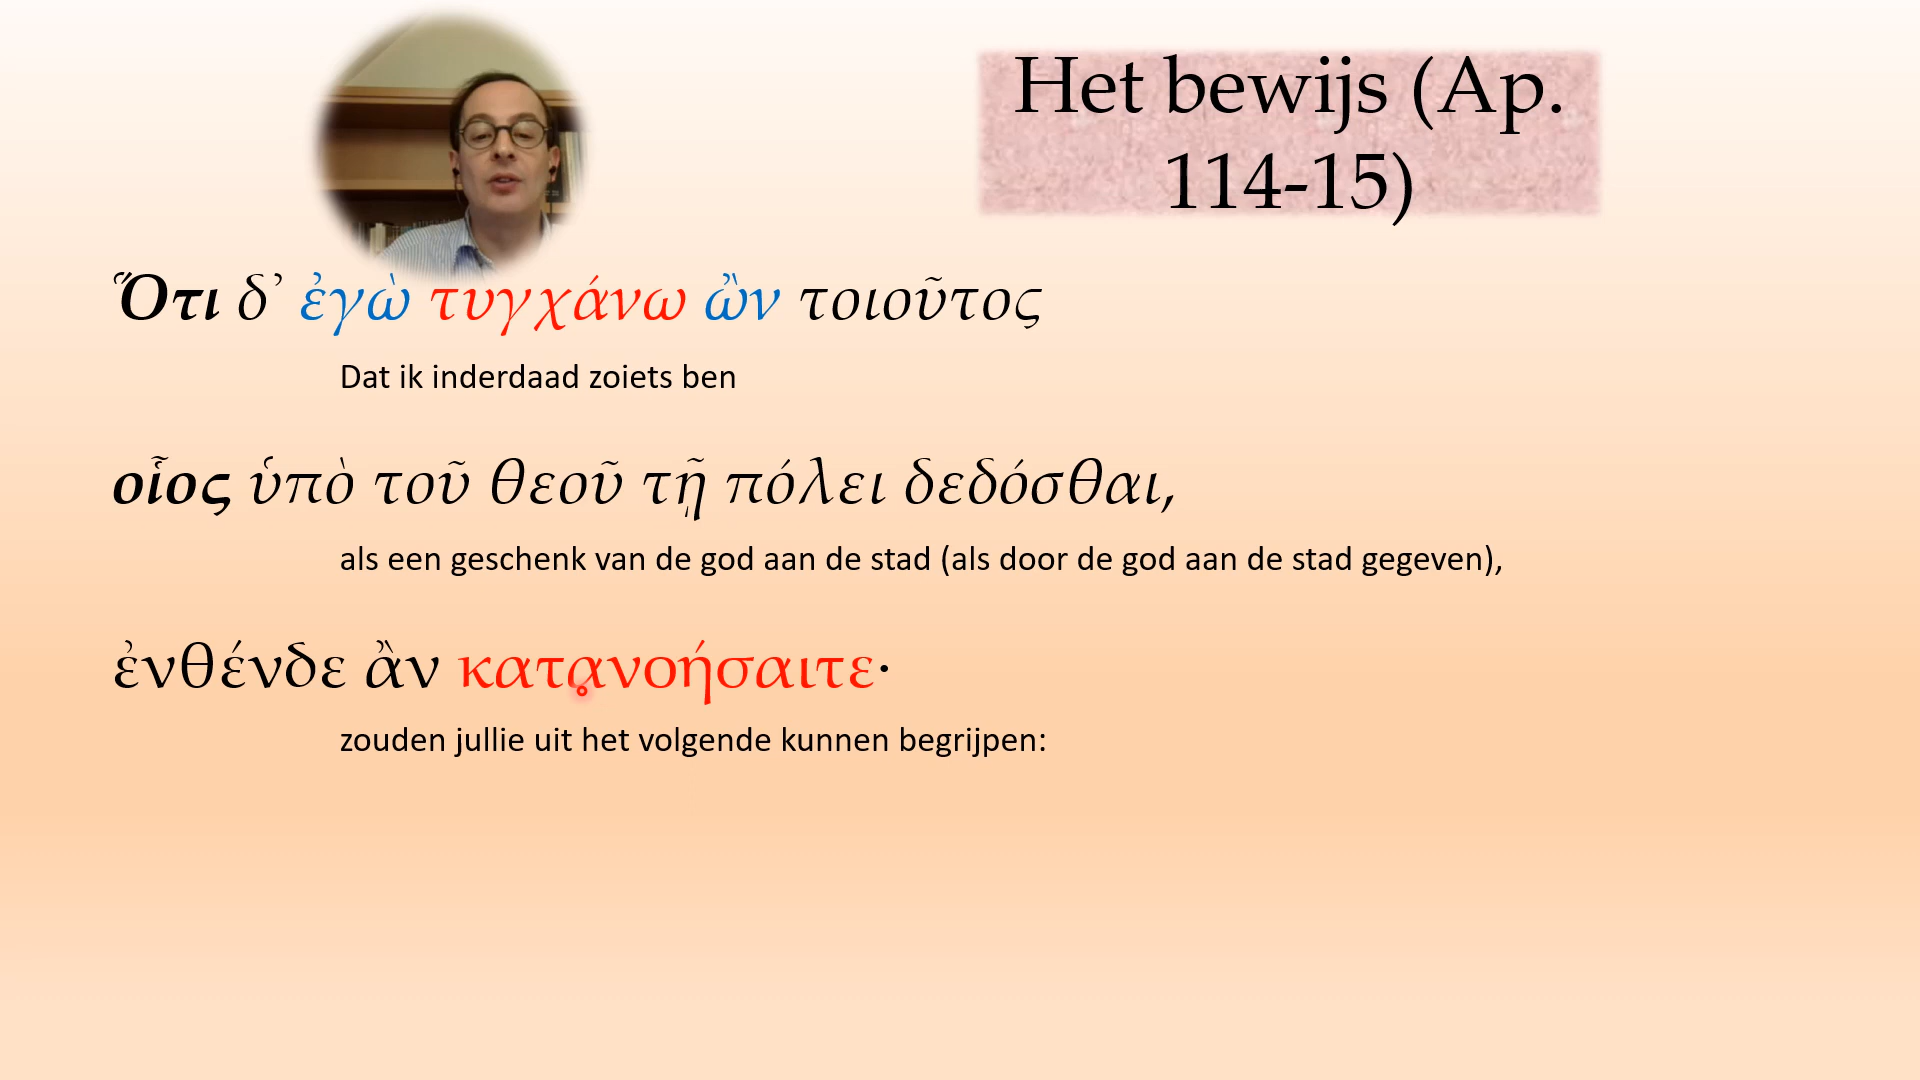 Het bewijs (Ap.
114-15)
Ὅτι δ᾽ ἐγὼ τυγχάνω ὢν τοιοῦτος
Dat ik inderdaad zoiets ben
οἷος ὑπὸ τοῦ θεοῦ τῇ πόλει δεδόσθαι,
als een geschenk van de god aan de stad (als door de god aan de stad gegeven),
ἐνθένδε ἂν κατανοήσαιτε·
zouden jullie uit het volgende kunnen begrijpen: